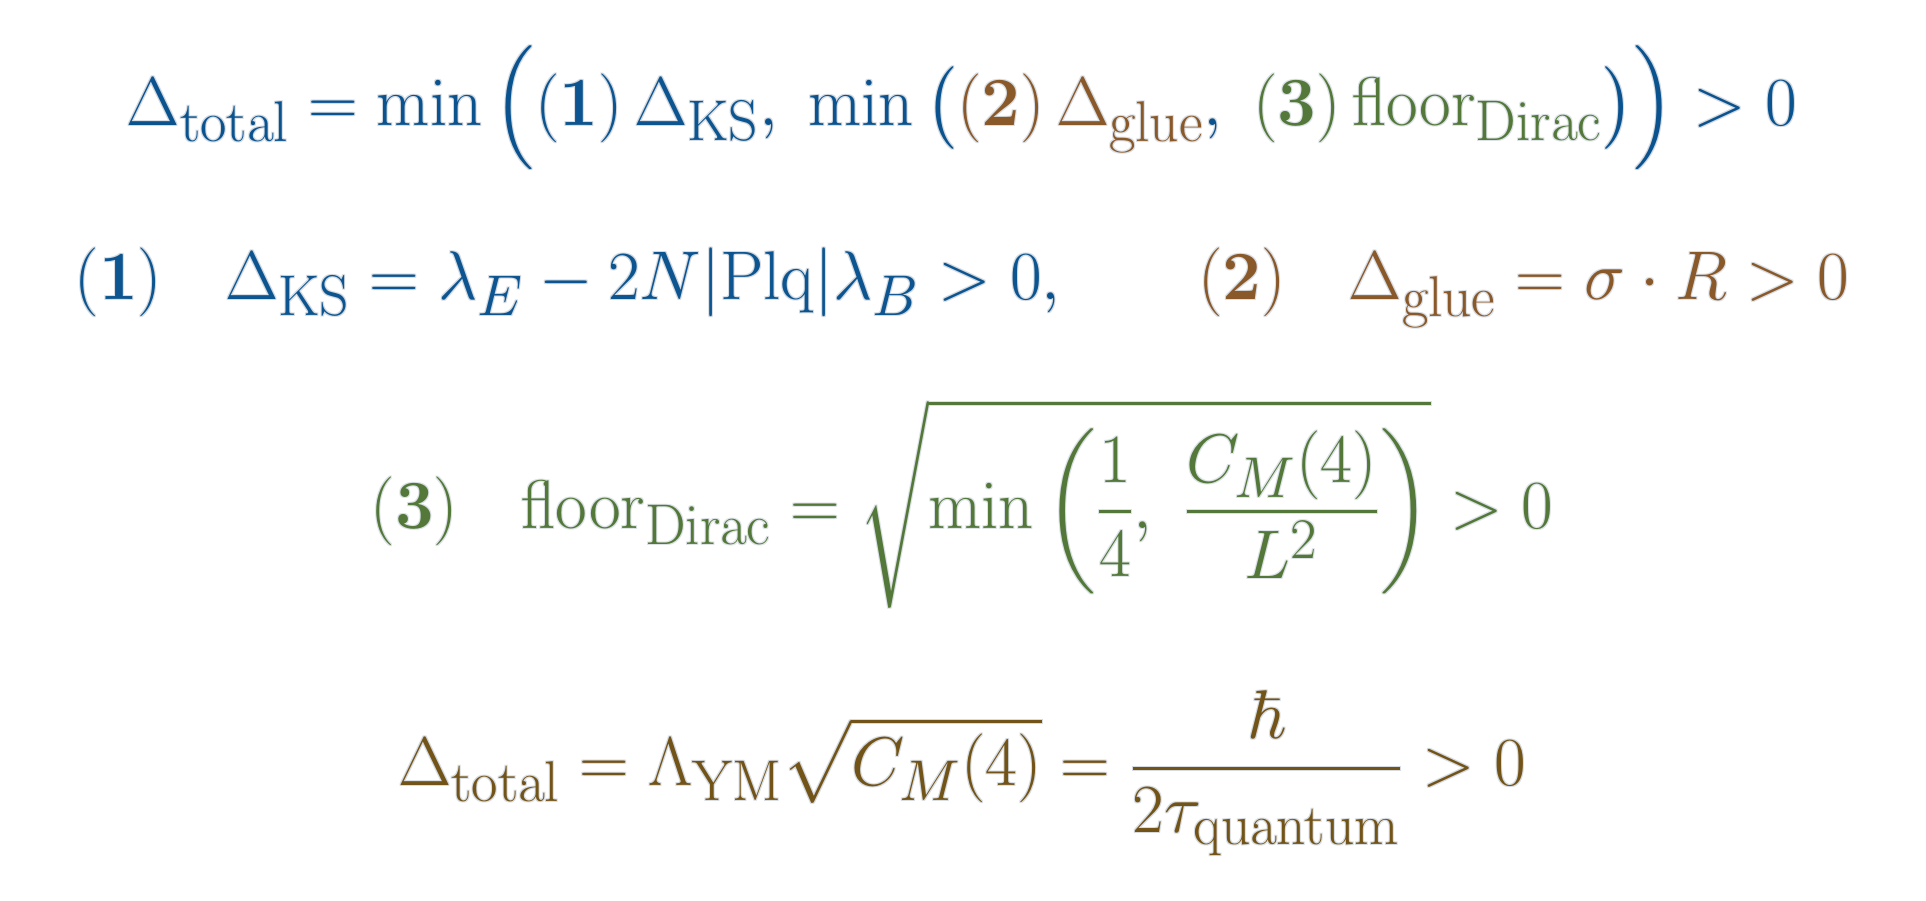 Δ_total = min ((1) Δ_KS, min ((2) Δ_glue, (3) floor_Dirac)) > 0
(1) Δ_KS = λ_E − 2N|Plq|λ_B > 0, (2) Δ_glue = σ · R > 0
(3) floor_Dirac = √(min (1/4, C_M(4)/L²)) > 0
Δ_total = Λ_YM √(C_M(4)) = ℏ/(2τ_quantum) > 0